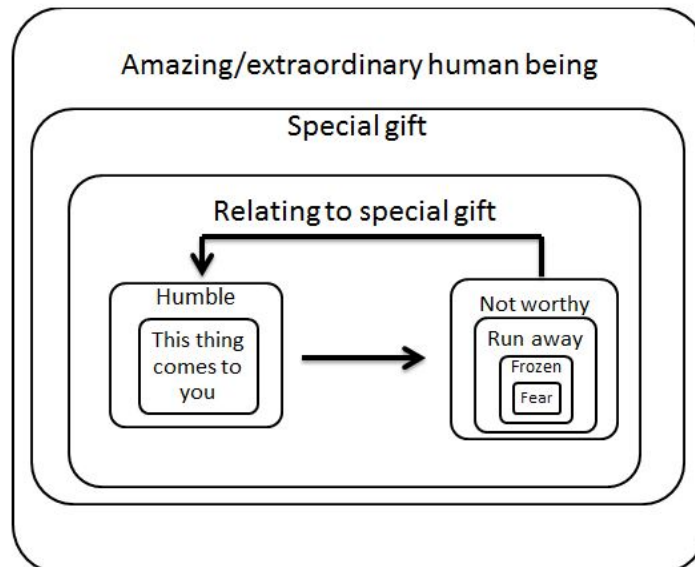 Amazing/extraordinary human being
Special gift
Relating to special gift
Humble
This thing
comes to
you
Not worthy
Run away
Frozen
Fear